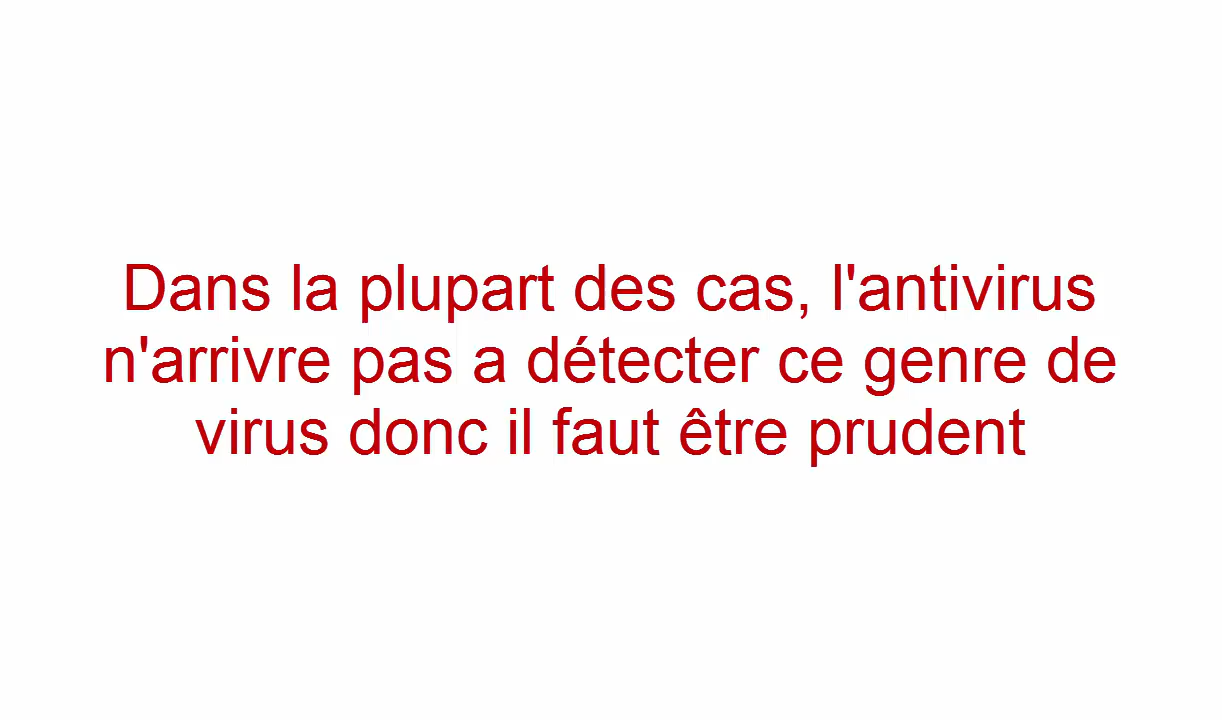 Dans la plupart des cas, l'antivirus
n'arrivre pas a détecter ce genre de
virus donc il faut être prudent